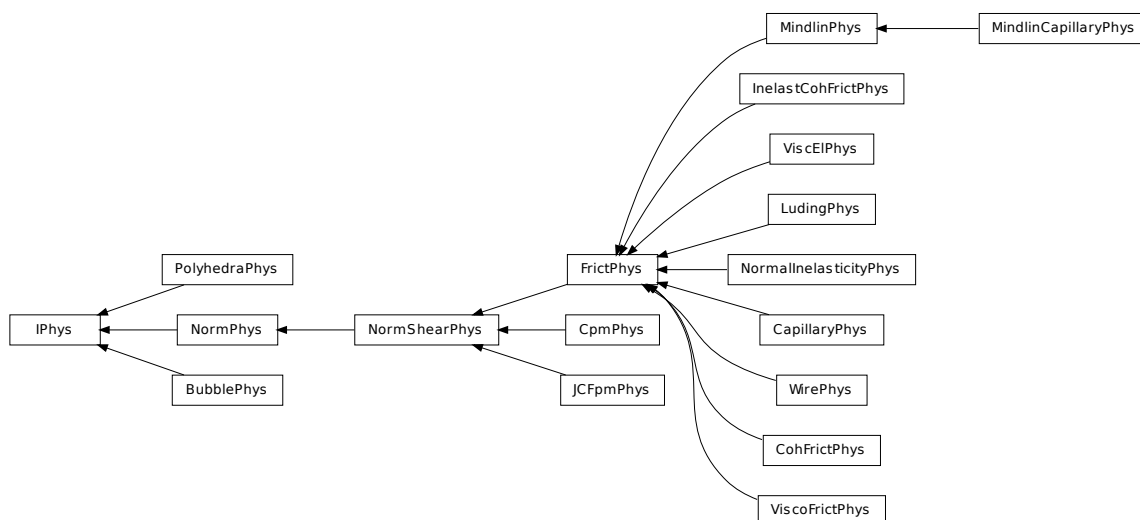 MindlinPhys
MindlinCapillaryPhys
InelastCohFrictPhys
ViscElPhys
LudingPhys
PolyhedraPhys
FrictPhys
NormalInelasticityPhys
IPhys
NormPhys
NormShearPhys
CpmPhys
CapillaryPhys
BubblePhys
JCFpmPhys
WirePhys
CohFrictPhys
ViscoFrictPhys